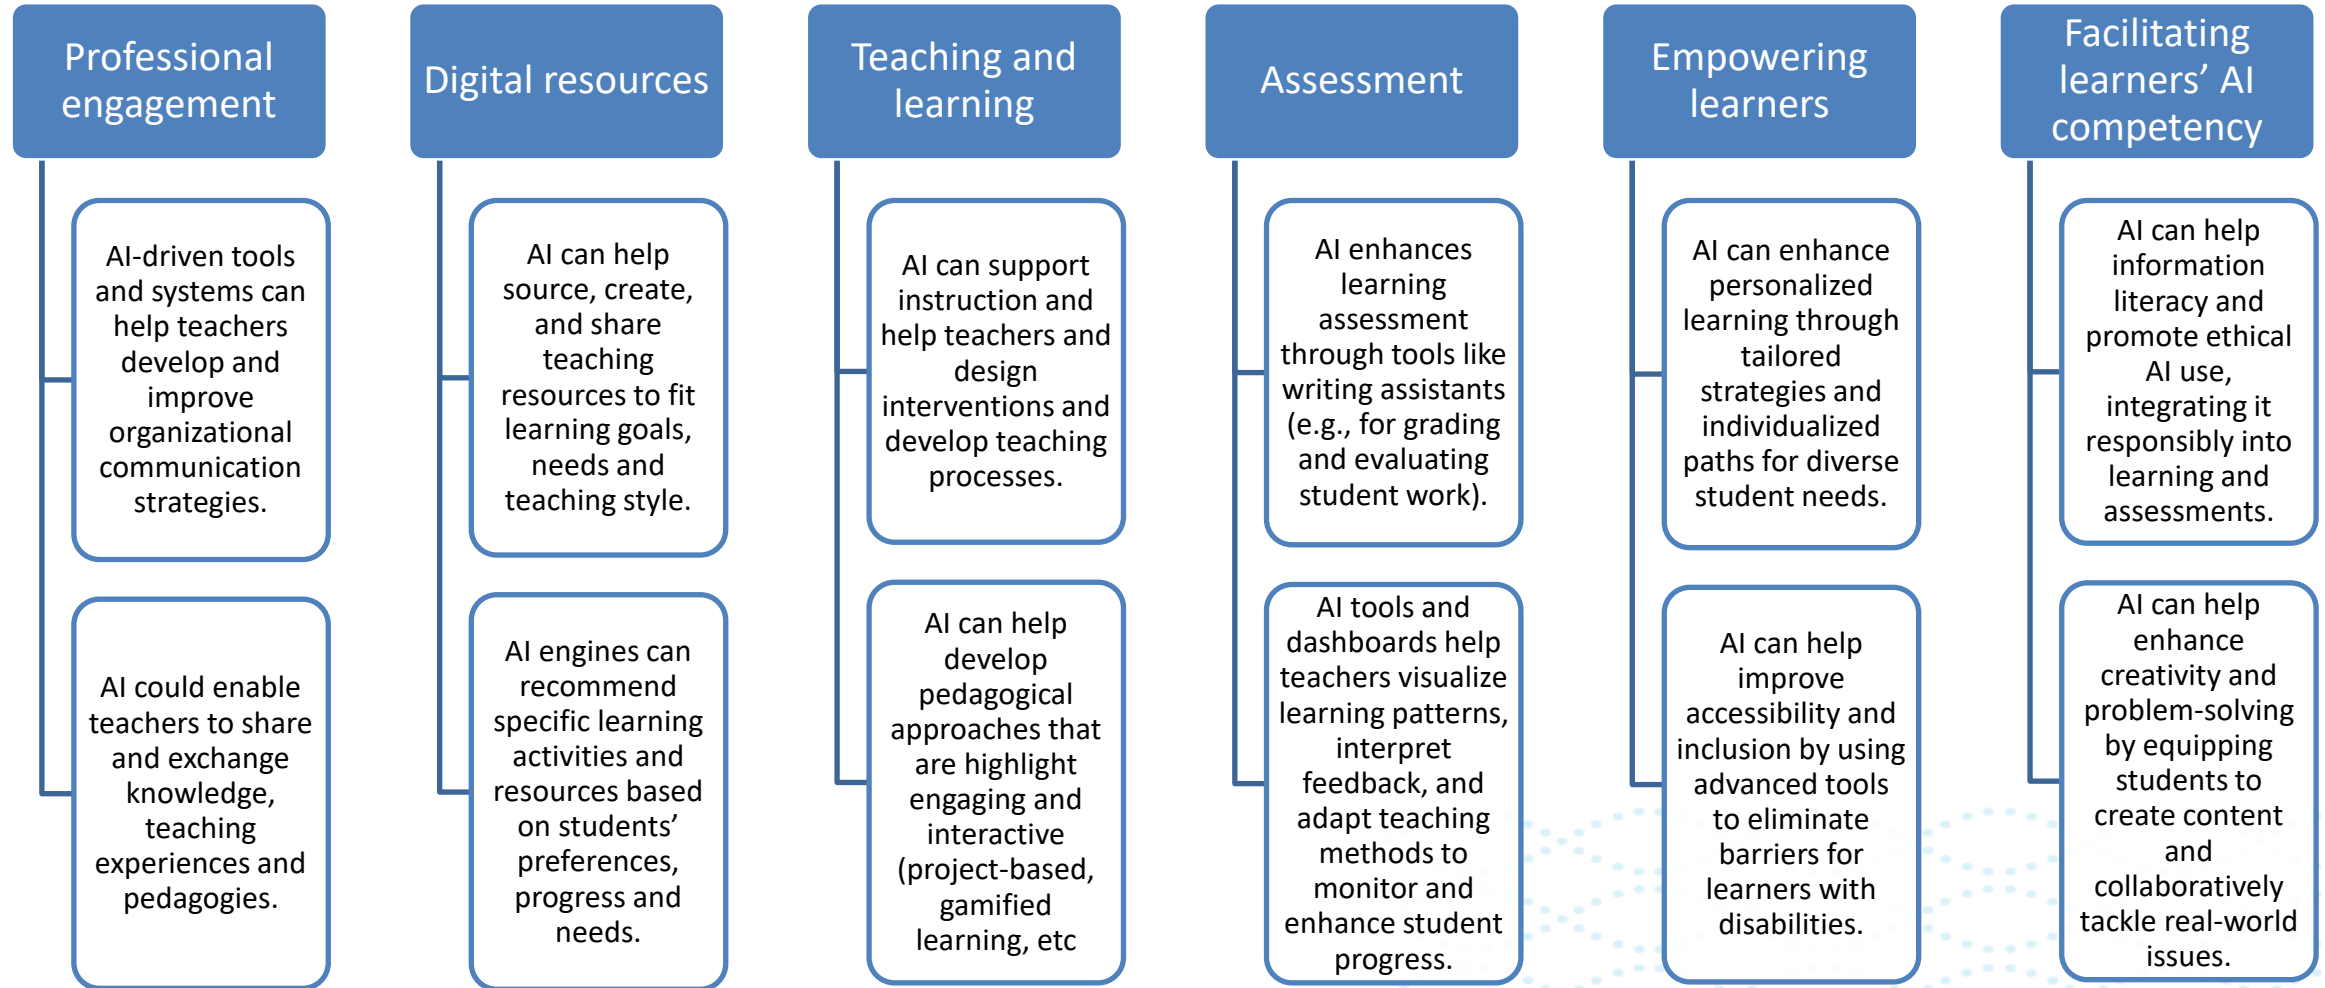 Professional
engagement
AI-driven tools
and systems can
help teachers
develop and
improve
organizational
communication
strategies.
AI could enable
teachers to share
and exchange
knowledge,
teaching
experiences and
pedagogies.
Digital resources
AI can help
source, create,
and share
teaching
resources to fit
learning goals,
needs and
teaching style.
AI engines can
recommend
specific learning
activities and
resources based
on students’
preferences,
progress and
needs.
Teaching and
learning
AI can support
instruction and
help teachers and
design
interventions and
develop teaching
processes.
AI can help
develop
pedagogical
approaches that
are highlight
engaging and
interactive
(project-based,
gamified
learning, etc
Assessment
AI enhances
learning
assessment
through tools like
writing assistants
(e.g., for grading
and evaluating
student work).
AI tools and
dashboards help
teachers visualize
learning patterns,
interpret
feedback, and
adapt teaching
methods to
monitor and
enhance student
progress.
Empowering
learners
AI can enhance
personalized
learning through
tailored
strategies and
individualized
paths for diverse
student needs.
AI can help
improve
accessibility and
inclusion by using
advanced tools
to eliminate
barriers for
learners with
disabilities.
Facilitating
learners’ AI
competency
AI can help
information
literacy and
promote ethical
AI use,
integrating it
responsibly into
learning and
assessments.
AI can help
enhance
creativity and
problem-solving
by equipping
students to
create content
and
collaboratively
tackle real-world
issues.